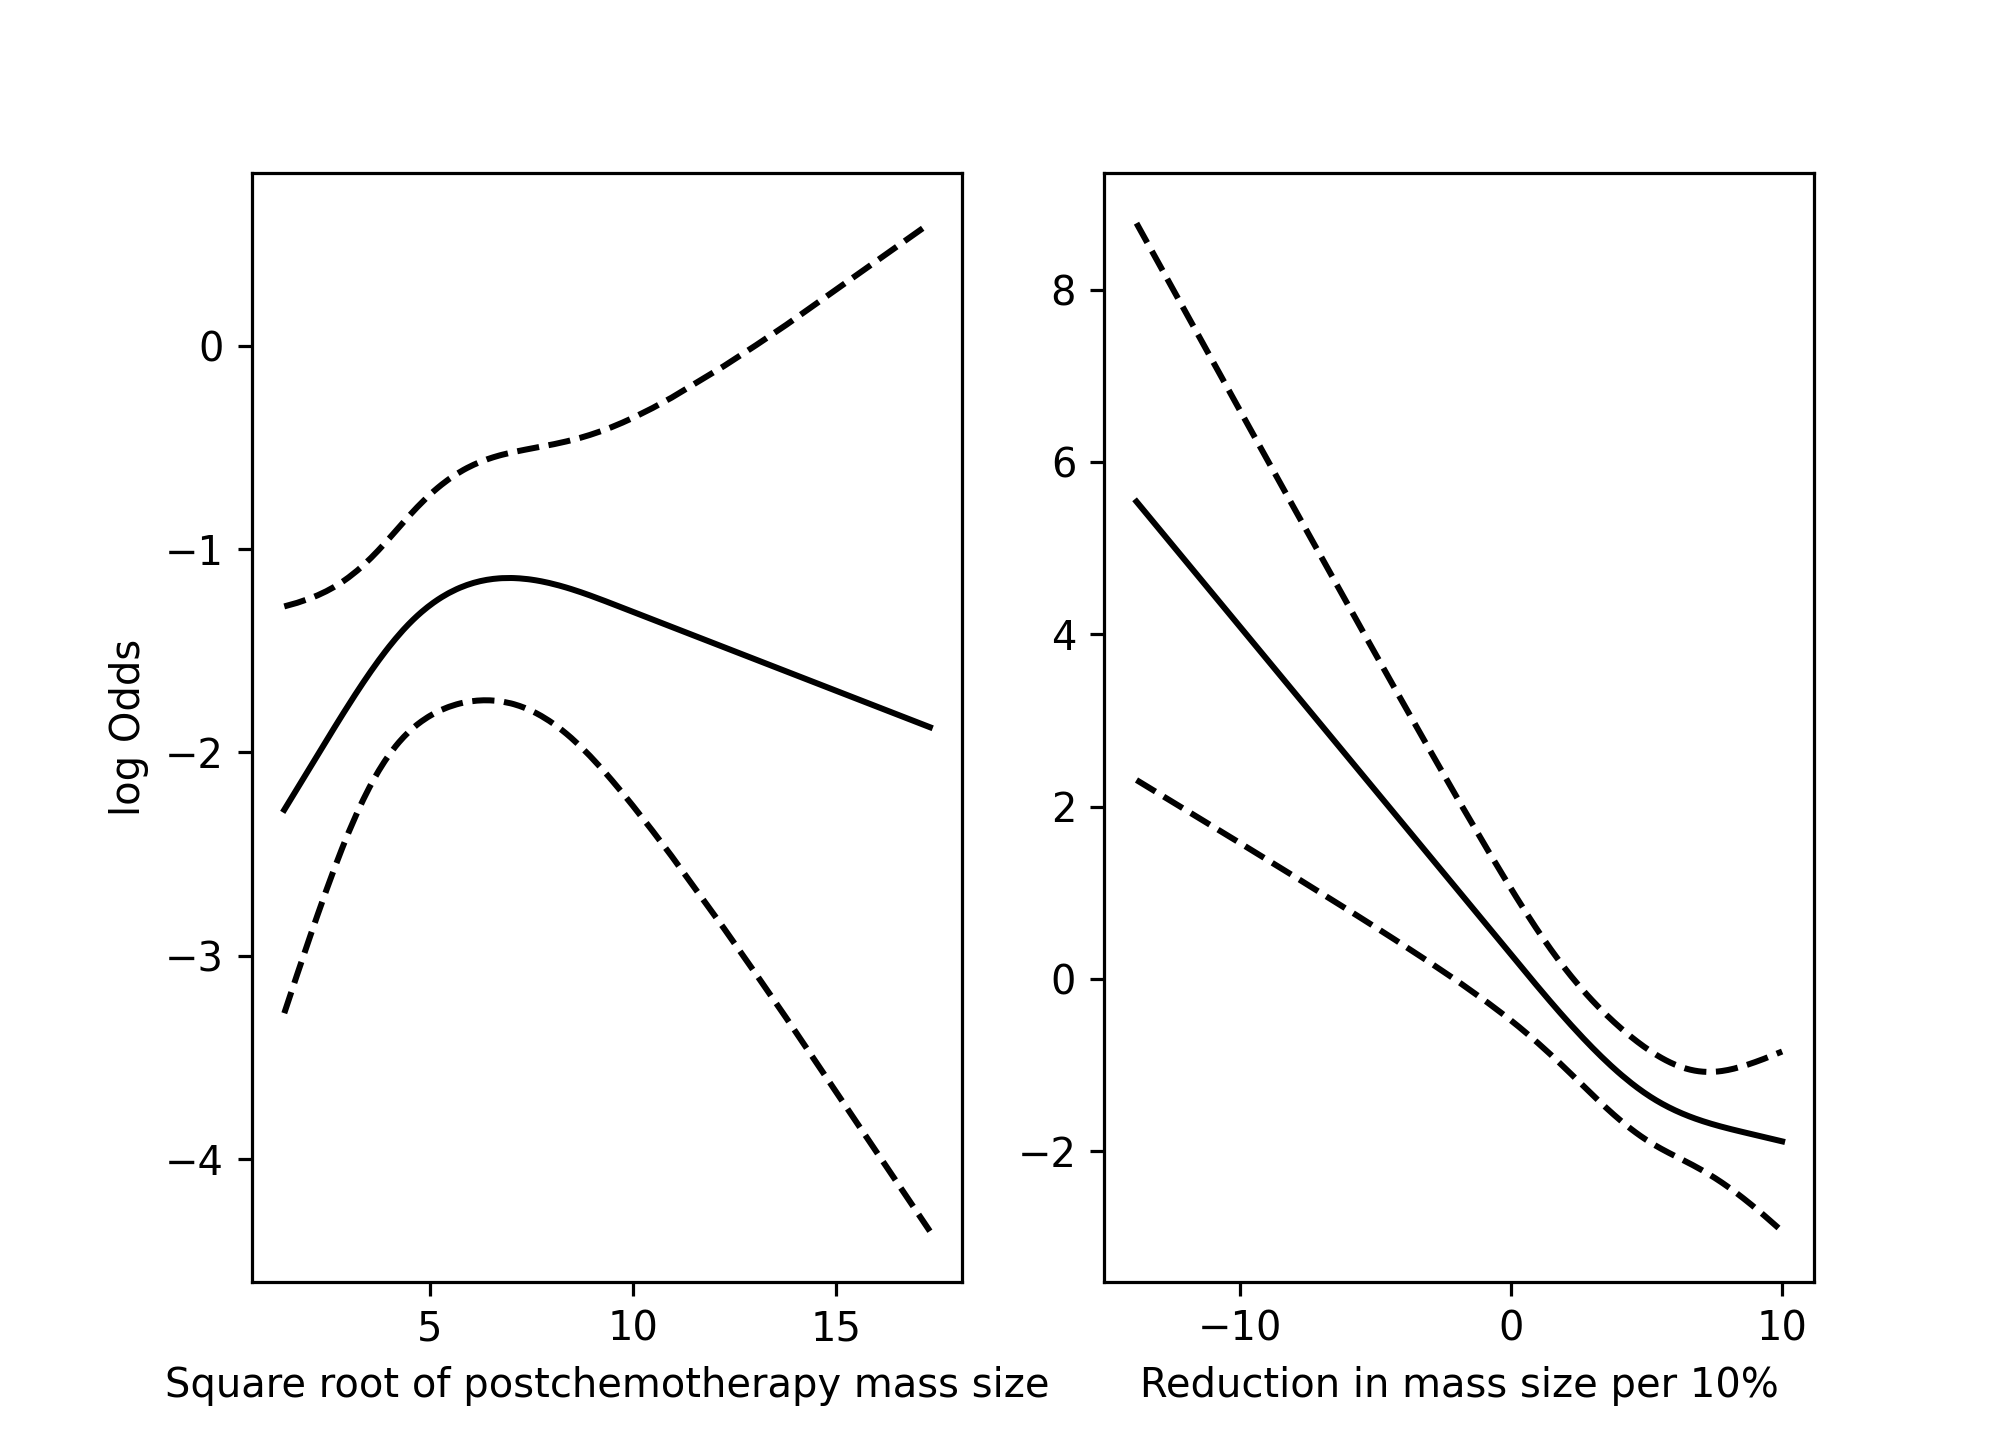 log Odds
0
−1
−2
−3
−4
5 10 15
Square root of postchemotherapy mass size
8
6
4
2
0
−2
−10 0 10
Reduction in mass size per 10%